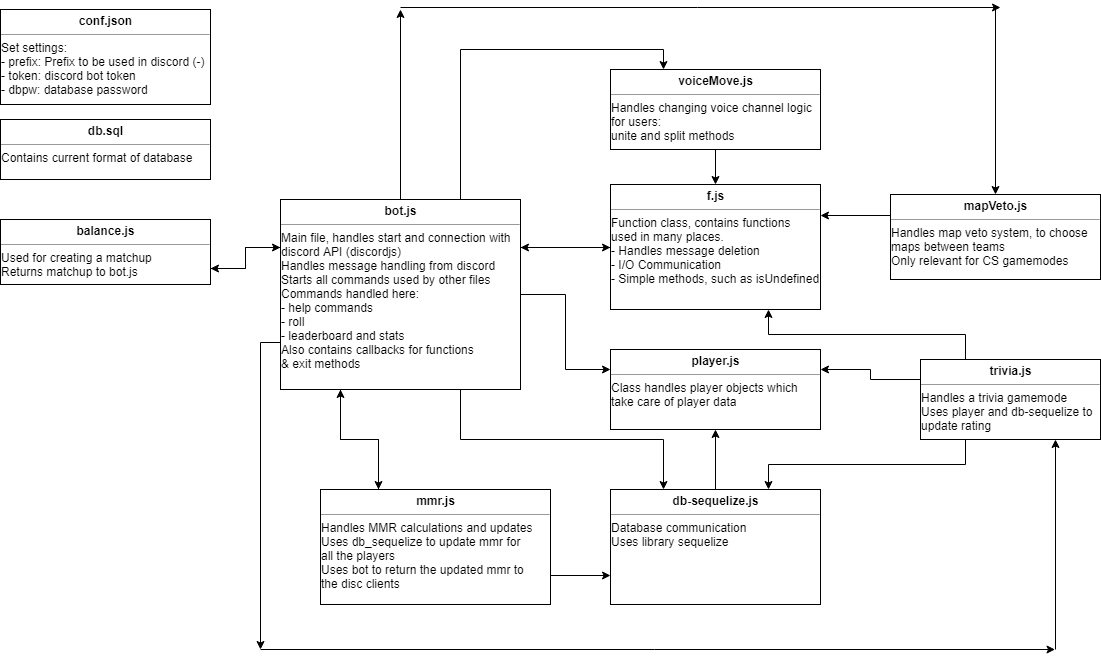 conf.json
Set settings:
- prefix: Prefix to be used in discord (-)
- token: discord bot token
- dbpw: database password
db.sql
Contains current format of database
balance.js
Used for creating a matchup
Returns matchup to bot.js
bot.js
Main file, handles start and connection with
discord API (discordjs)
Handles message handling from discord
Starts all commands used by other files
Commands handled here:
- help commands
- roll
- leaderboard and stats
Also contains callbacks for functions
& exit methods
voiceMove.js
Handles changing voice channel logic
for users:
unite and split methods
f.js
Function class, contains functions
used in many places.
- Handles message deletion
- I/O Communication
- Simple methods, such as isUndefined
mapVeto.js
Handles map veto system, to choose
maps between teams
Only relevant for CS gamemodes
player.js
Class handles player objects which
take care of player data
trivia.js
Handles a trivia gamemode
Uses player and db-sequelize to
update rating
mmr.js
Handles MMR calculations and updates
Uses db_sequelize to update mmr for
all the players
Uses bot to return the updated mmr to
the disc clients
db-sequelize.js
Database communication
Uses library sequelize